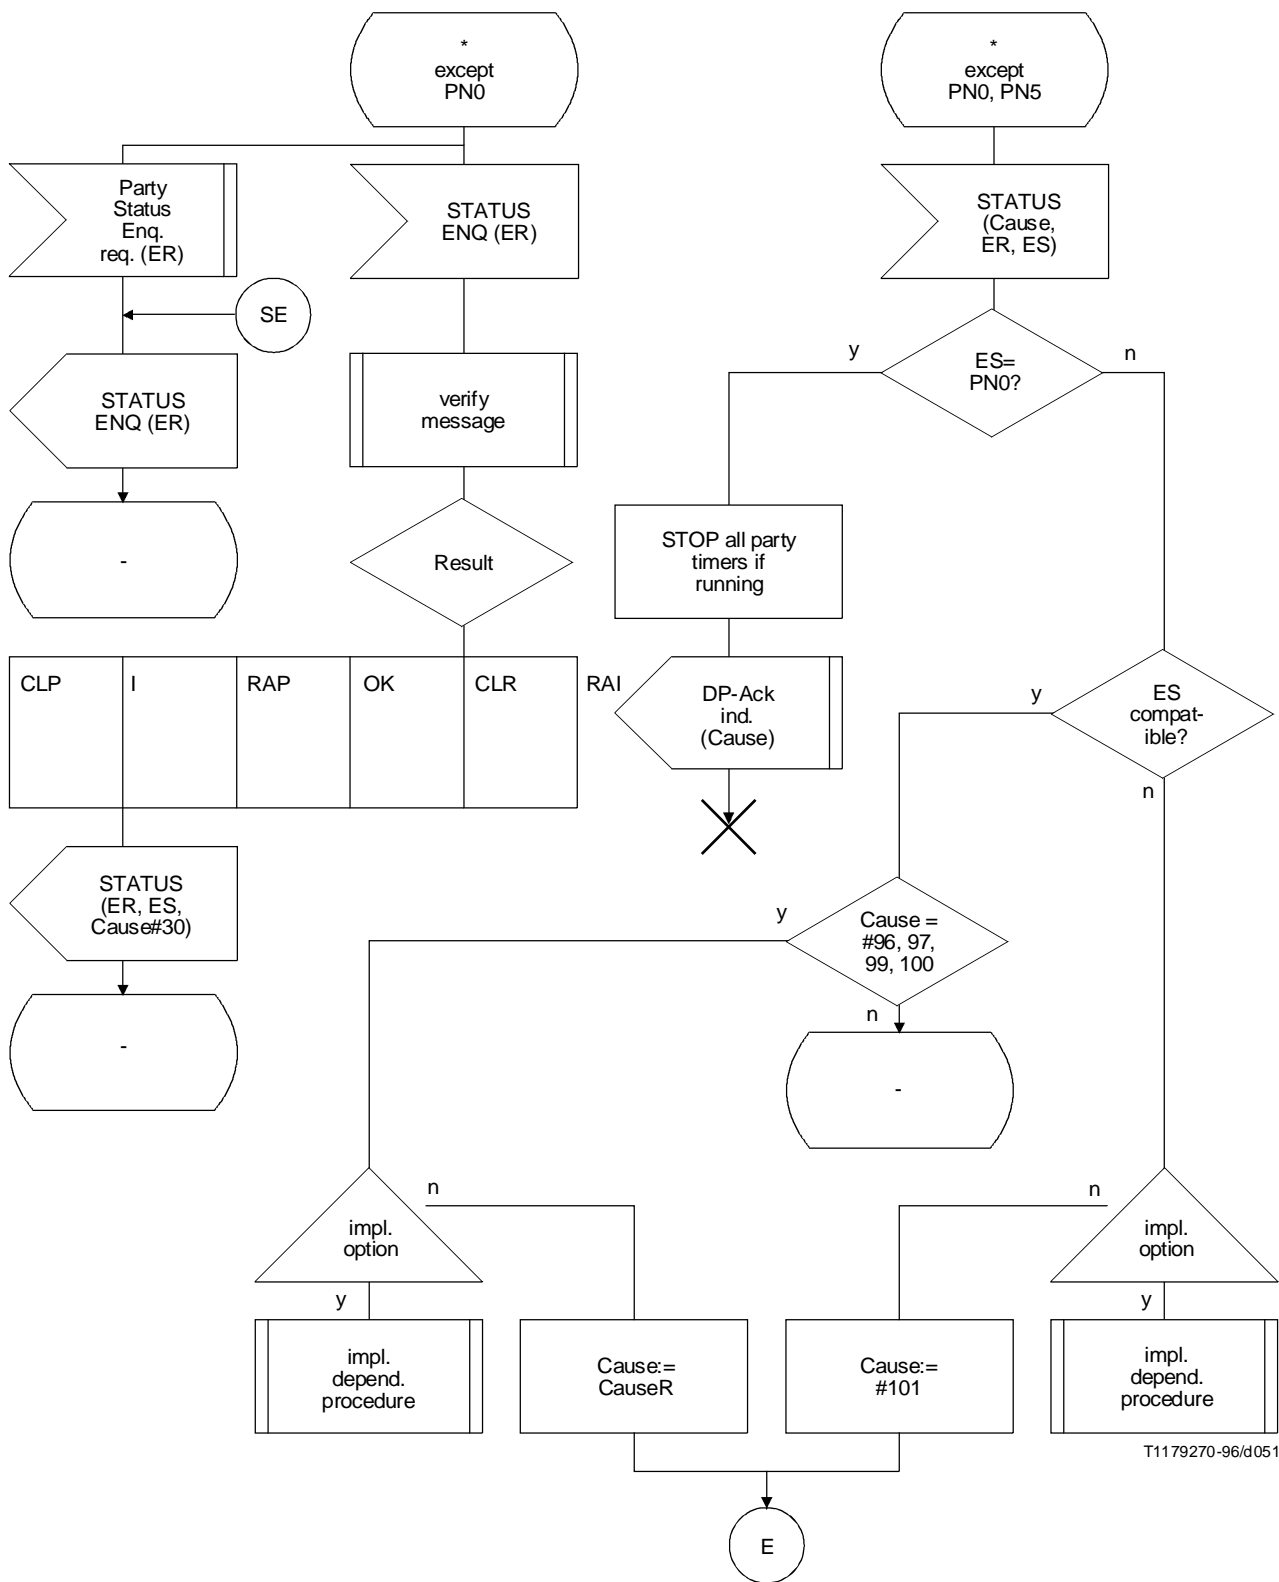 *
except
PN0
*
except
PN0, PN5
Party
Status
Enq.
req. (ER)
STATUS
ENQ (ER)
STATUS
(Cause,
ER, ES)
SE
y
ES=
PN0?
n
STATUS
ENQ (ER)
verify
message
-
Result
STOP all party
timers if
running
CLP
I
RAP
OK
CLR
RAI
DP-Ack
ind.
(Cause)
y
ES
compat-
ible?
n
STATUS
(ER, ES,
Cause#30)
y
Cause =
#96, 97,
99, 100
n
-
-
n
impl.
option
y
n
impl.
option
y
impl.
depend.
procedure
Cause:=
CauseR
Cause:=
#101
impl.
depend.
procedure
T1179270-96/d051
E